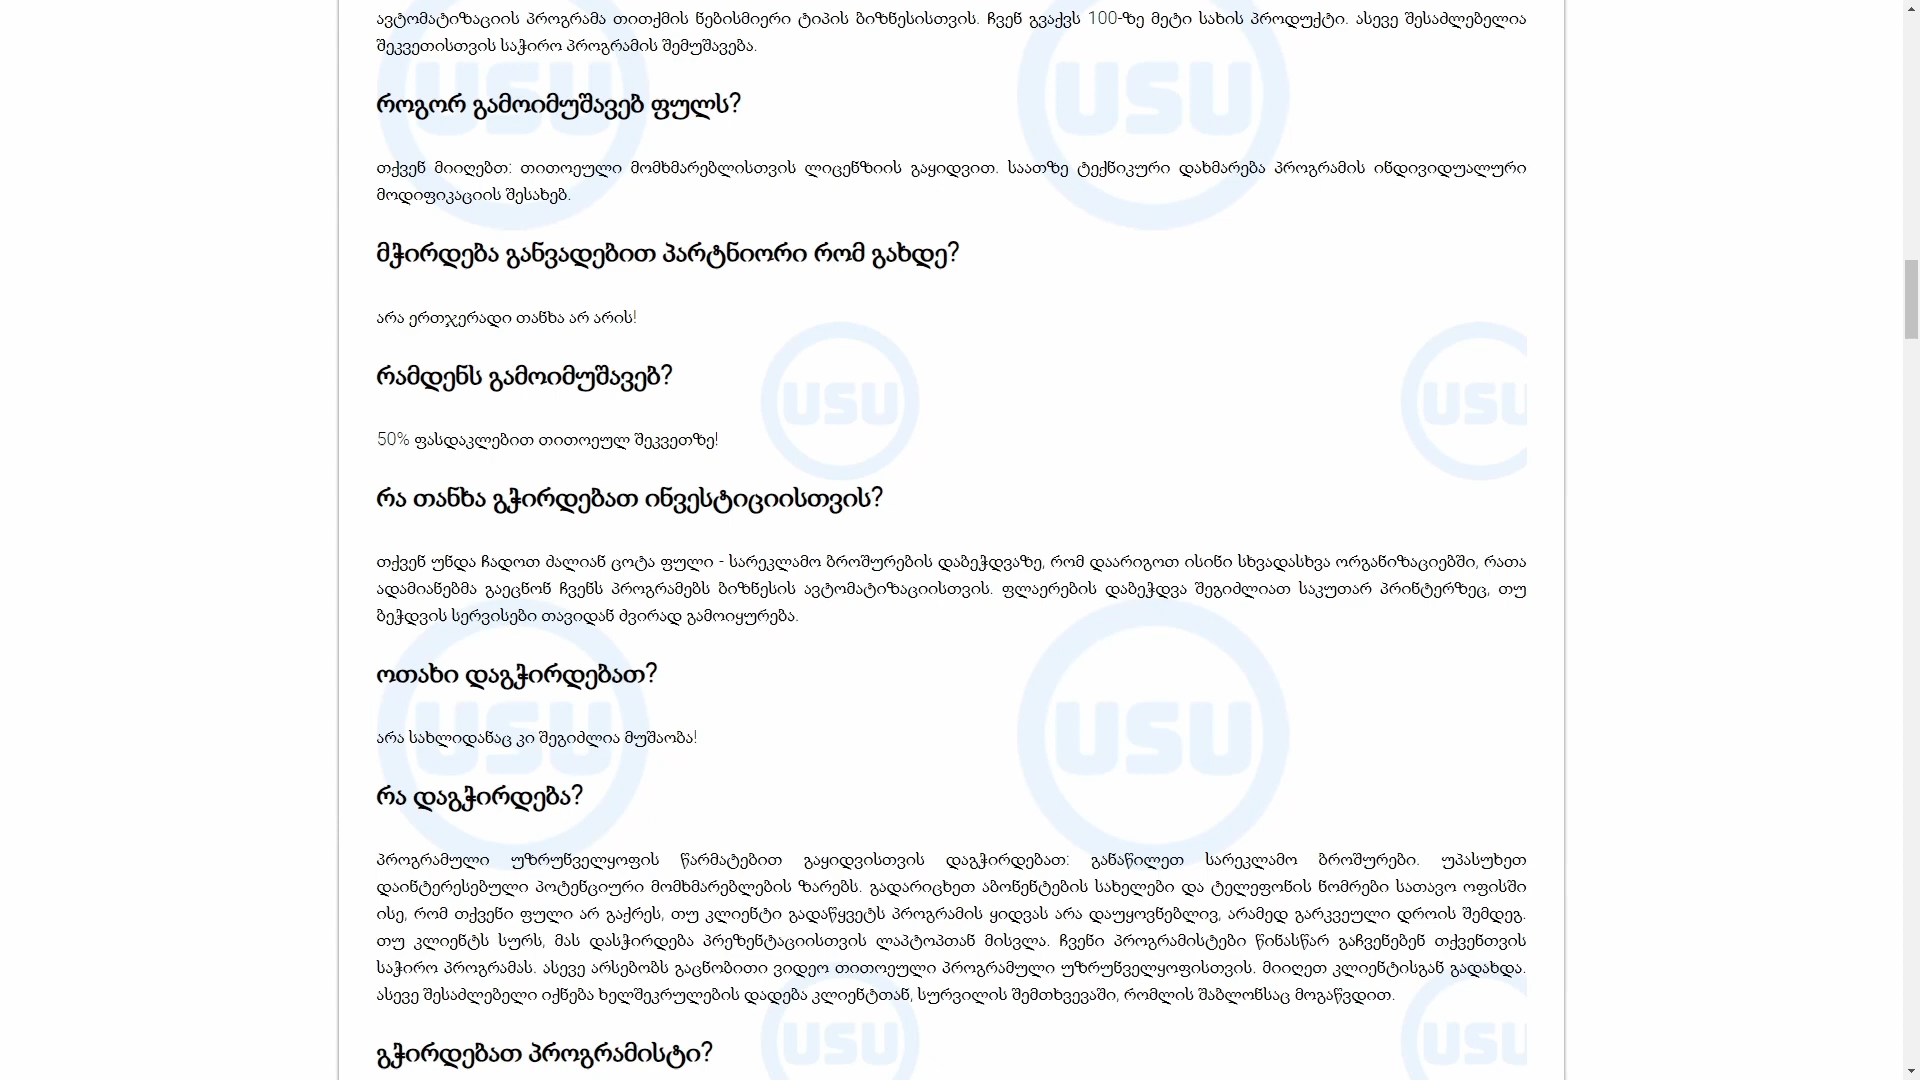 ავტომატიზაციის პროგრამა თითქმის ნებისმიერი ტიპის ბიზნესისთვის. ჩვენ გვაქვს 100-ზე მეტი სახის პროდუქტი. ასევე შესაძლებელია
შეკვეთისთვის საჭირო პროგრამის შემუშავება.
როგორ გამოიმუშავებ ფულს?
თქვენ მიიღებთ: თითოეული მომხმარებლისთვის ლიცენზიის გაყიდვით. საათზე ტექნიკური დახმარება პროგრამის ინდივიდუალური
მოდიფიკაციის შესახებ.
მჭირდება განვადებით პარტნიორი რომ გახდე?
არა ერთჯერადი თანხა არ არის!
რამდენს გამოიმუშავებ?
50% ფასდაკლებით თითოეულ შეკვეთზე!
რა თანხა გჭირდებათ ინვესტიციისთვის?
თქვენ უნდა ჩადოთ ძალიან ცოტა ფული - სარეკლამო ბროშურების დაბეჭდვაზე, რომ დაარიგოთ ისინი სხვადასხვა ორგანიზაციებში, რათა
ადამიანებმა გაეცნონ ჩვენს პროგრამებს ბიზნესის ავტომატიზაციისთვის. ფლაერების დაბეჭდვა შეგიძლიათ საკუთარ პრინტერზეც, თუ
ბეჭდვის სერვისები თავიდან ძვირად გამოიყურება.
ოთახი დაგჭირდებათ?
არა სახლიდანაც კი შეგიძლია მუშაობა!
რა დაგჭირდება?
პროგრამული უზრუნველყოფის წარმატებით გაყიდვისთვის დაგჭირდებათ: განაწილეთ სარეკლამო ბროშურები. უპასუხეთ
დაინტერესებული პოტენციური მომხმარებლების ზარებს. გადარიცხეთ აბონენტების სახელები და ტელეფონის ნომრები სათავო ოფისში
ისე, რომ თქვენი ფული არ გაქრეს, თუ კლიენტი გადაწყვეტს პროგრამის ყიდვას არა დაუყოვნებლივ, არამედ გარკვეული დროის შემდეგ.
თუ კლიენტს სურს, მას დასჭირდება პრეზენტაციისთვის ლაპტოპთან მისვლა. ჩვენი პროგრამისტები წინასწარ გაჩვენებენ თქვენთვის
საჭირო პროგრამას. ასევე არსებობს გაცნობითი ვიდეო თითოეული პროგრამული უზრუნველყოფისთვის. მიიღეთ კლიენტისგან გადახდა.
ასევე შესაძლებელი იქნება ხელშეკრულების დადება კლიენტთან, სურვილის შემთხვევაში, რომლის შაბლონსაც მოგაწვდით.
გჭირდებათ პროგრამისტი?